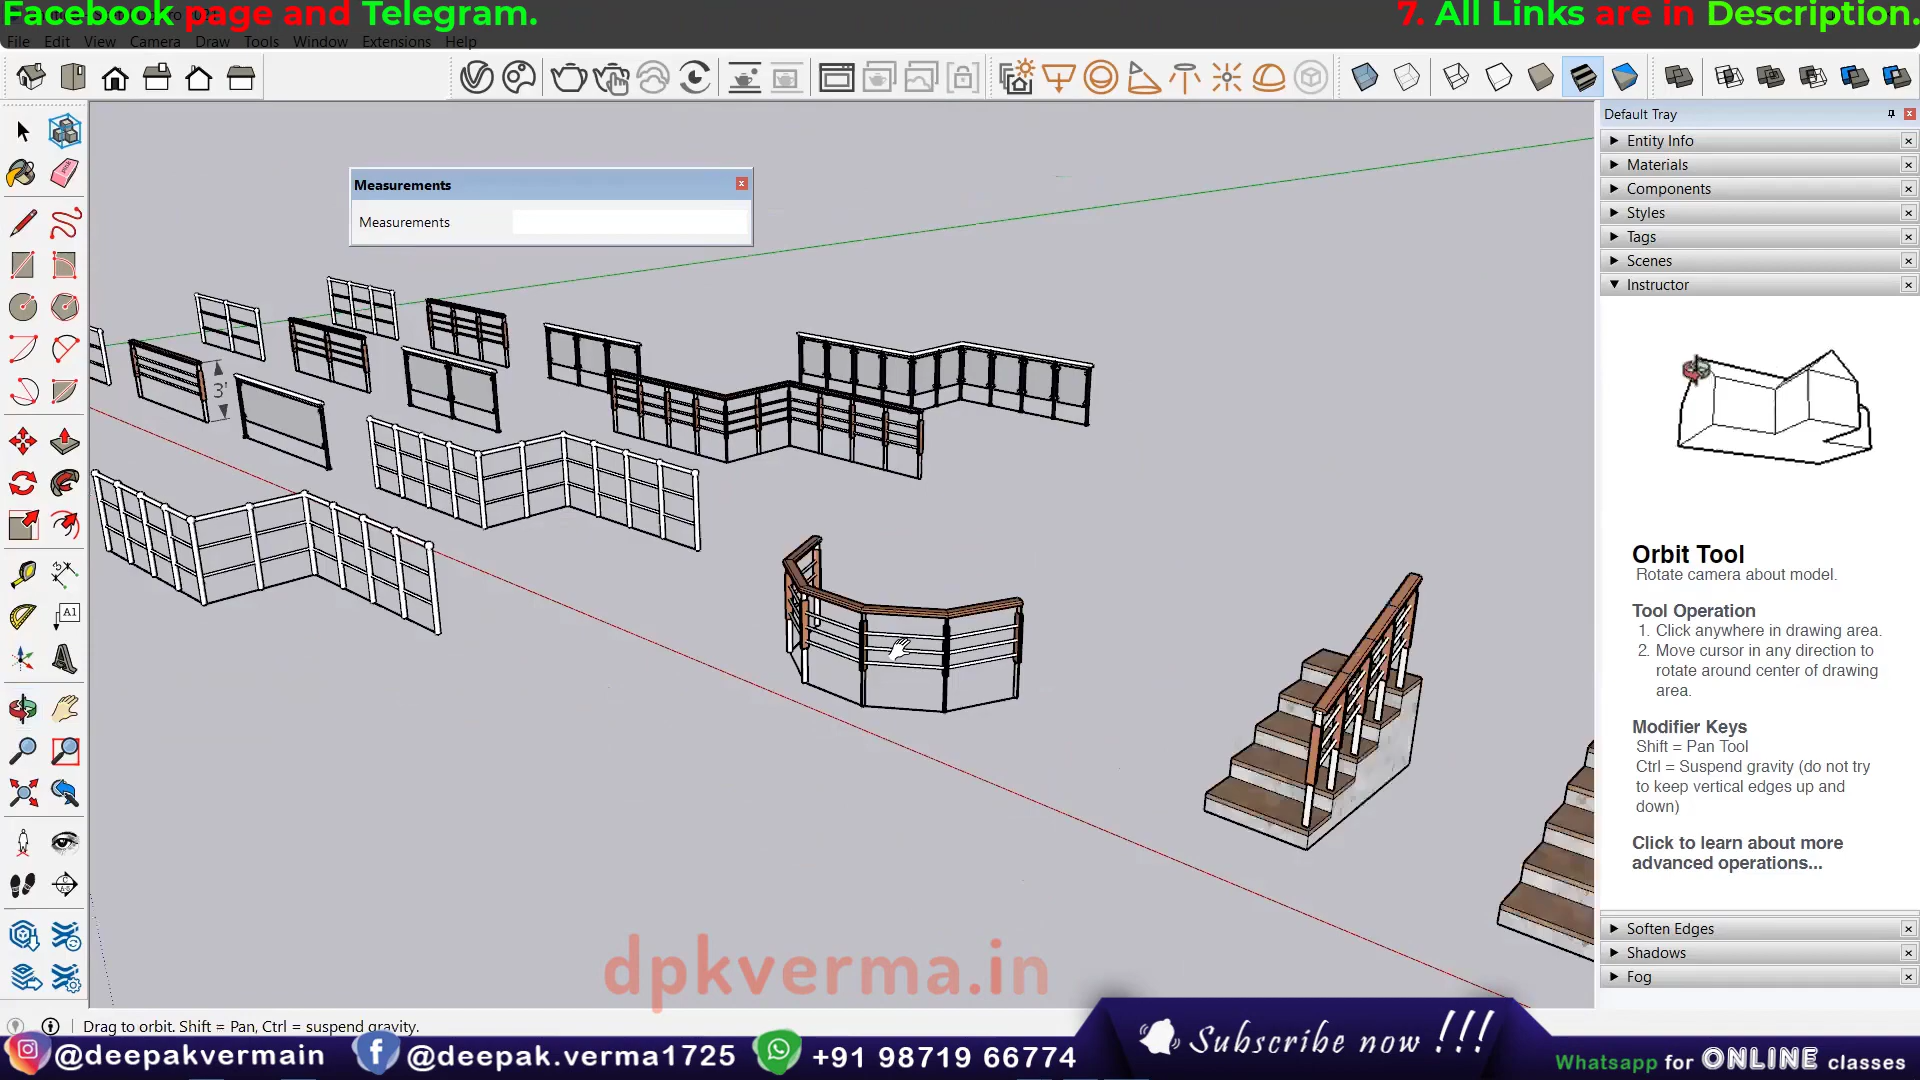 Facebook page and Telegram.
7. All Links are in Description.
File Edit View Camera Draw Tools Window Extensions Help
Default Tray
Entity Info
Materials
Components
Styles
Tags
Scenes
Instructor
Measurements
Measurements
3'
A1
Orbit Tool
Rotate camera about model.
Tool Operation
1. Click anywhere in drawing area.
2. Move cursor in any direction to
rotate around center of drawing
area.
Modifier Keys
Shift = Pan Tool
Ctrl = Suspend gravity (do not try
to keep vertical edges up and
down)
Click to learn about more
advanced operations...
Soften Edges
Shadows
Fog
dpkverma.in
Drag to orbit. Shift = Pan, Ctrl = suspend gravity.
@deepakvermain @deepak.verma1725 +91 98719 66774
Subscribe now !!!
Whatsapp for ONLINE classes